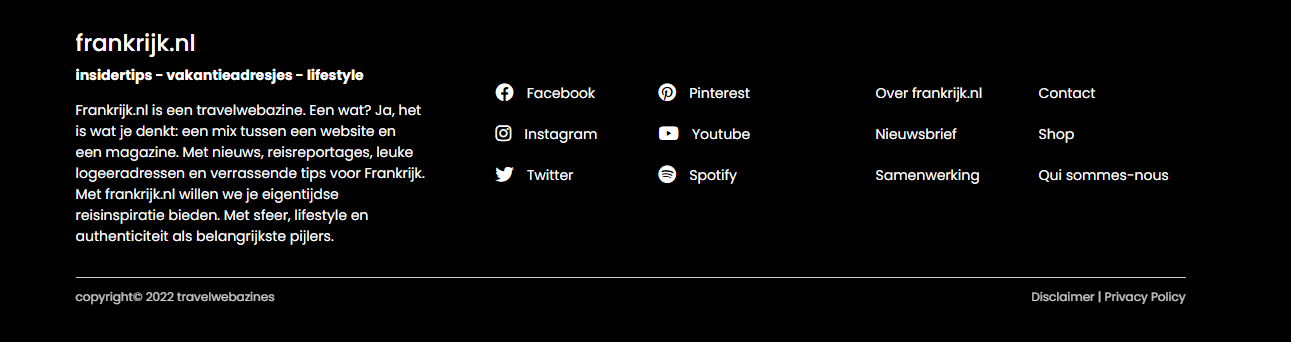 frankrijk.nl
insidertips - vakantieadresjes - lifestyle
Frankrijk.nl is een travelwebazine. Een wat? Ja, het
is wat je denkt: een mix tussen een website en
een magazine. Met nieuws, reisreportages, leuke
logeeradressen en verrassende tips voor Frankrijk.
Met frankrijk.nl willen we je eigentijdse
reisinspiratie bieden. Met sfeer, lifestyle en
authenticiteit als belangrijkste pijlers.
Facebook
Instagram
Twitter
Pinterest
Youtube
Spotify
Over frankrijk.nl
Nieuwsbrief
Samenwerking
Contact
Shop
Qui sommes-nous
copyright© 2022 travelwebazines
Disclaimer | Privacy Policy